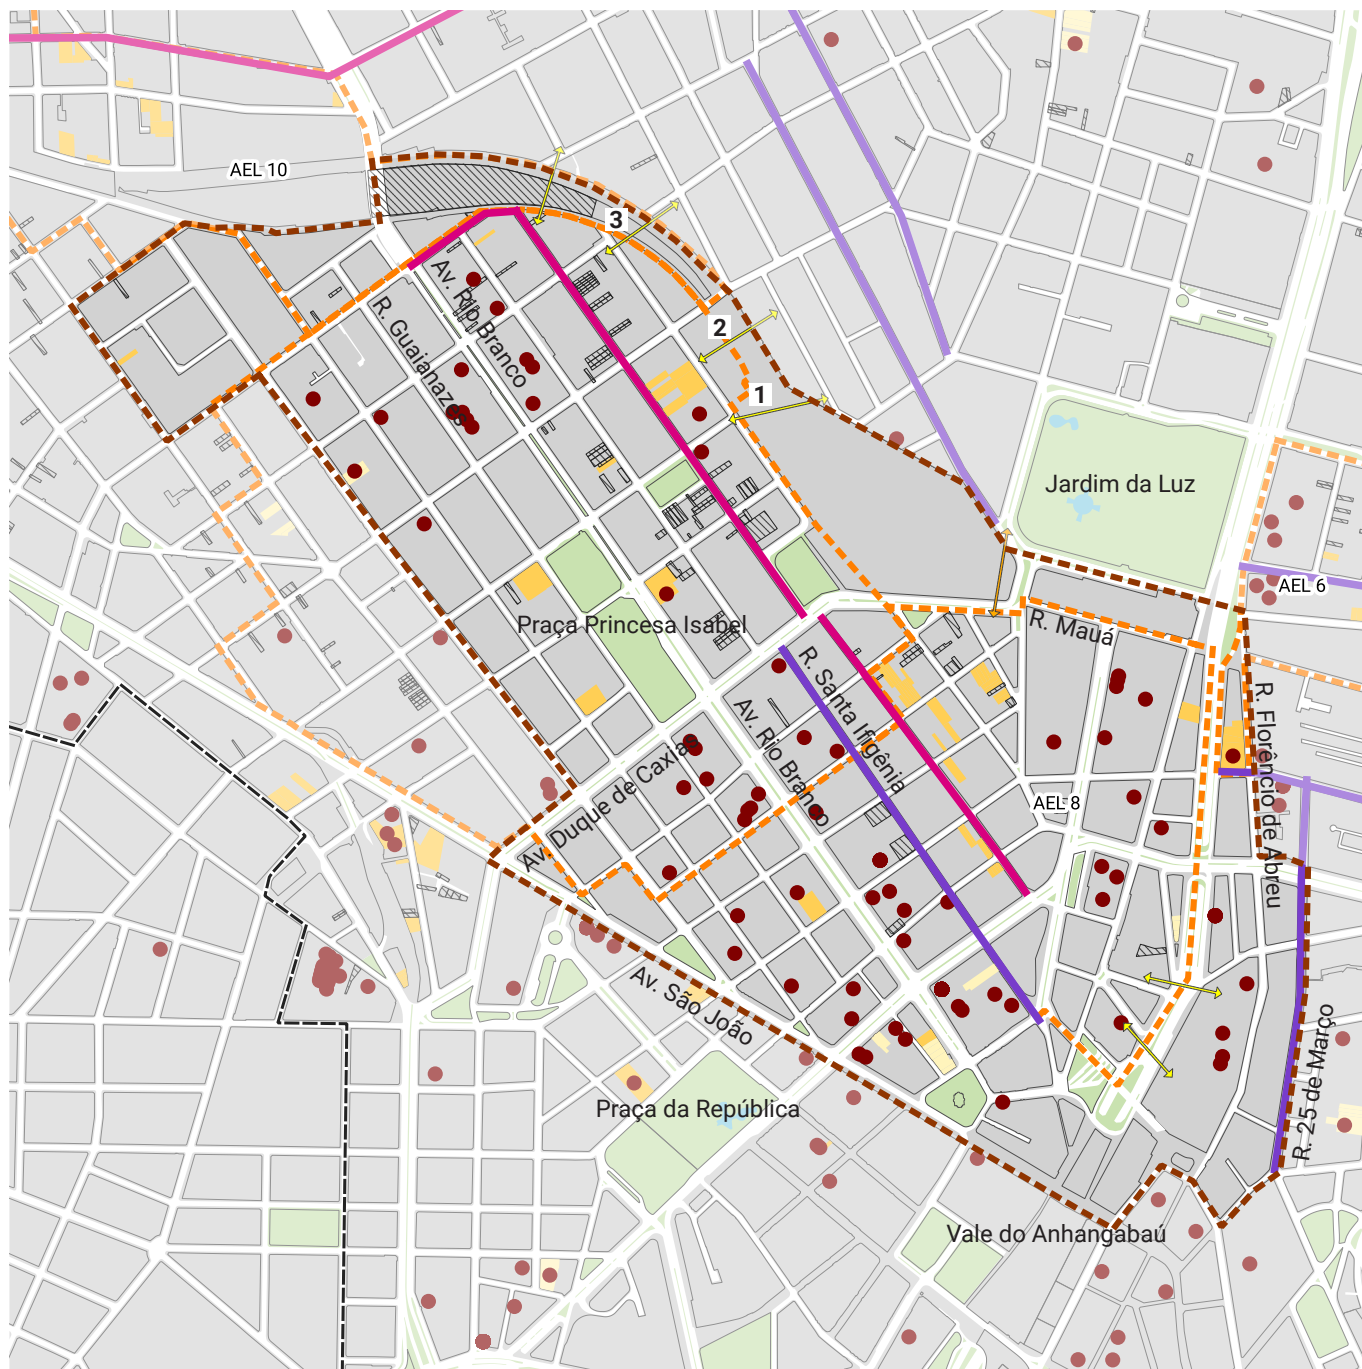 AEL 10
3
Av. Rio Branco
R. Guaianazes
2
1
Jardim da Luz
AEL 6
Praça Princesa Isabel
R. Mauá
R. Santa Ifigênia
R. Florêncio de Abreu
Av. Rio Branco
Av. Duque de Caxias
AEL 8
Av. São João
R. 25 de Março
Praça da República
Vale do Anhangabaú